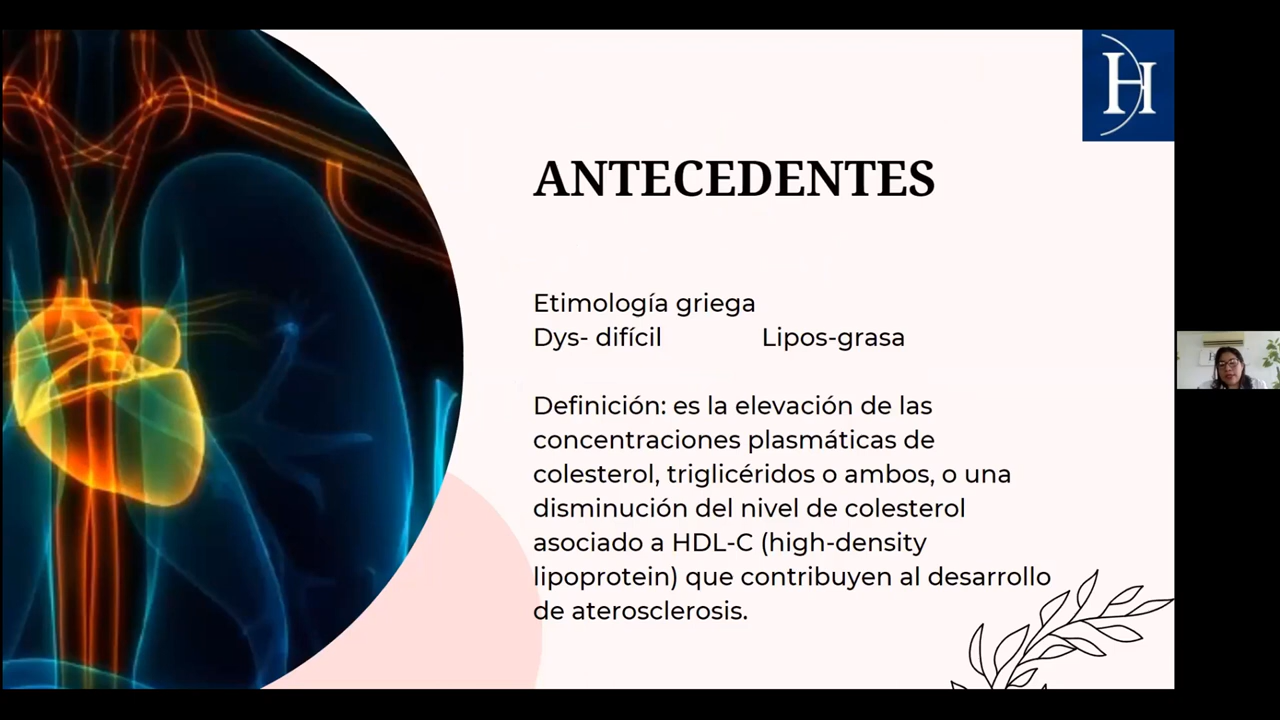 H
ANTECEDENTES
Etimología griega
Dys- difícil Lipos-grasa
Definición: es la elevación de las
concentraciones plasmáticas de
colesterol, triglicéridos o ambos, o una
disminución del nivel de colesterol
asociado a HDL-C (high-density
lipoprotein) que contribuyen al desarrollo
de aterosclerosis.